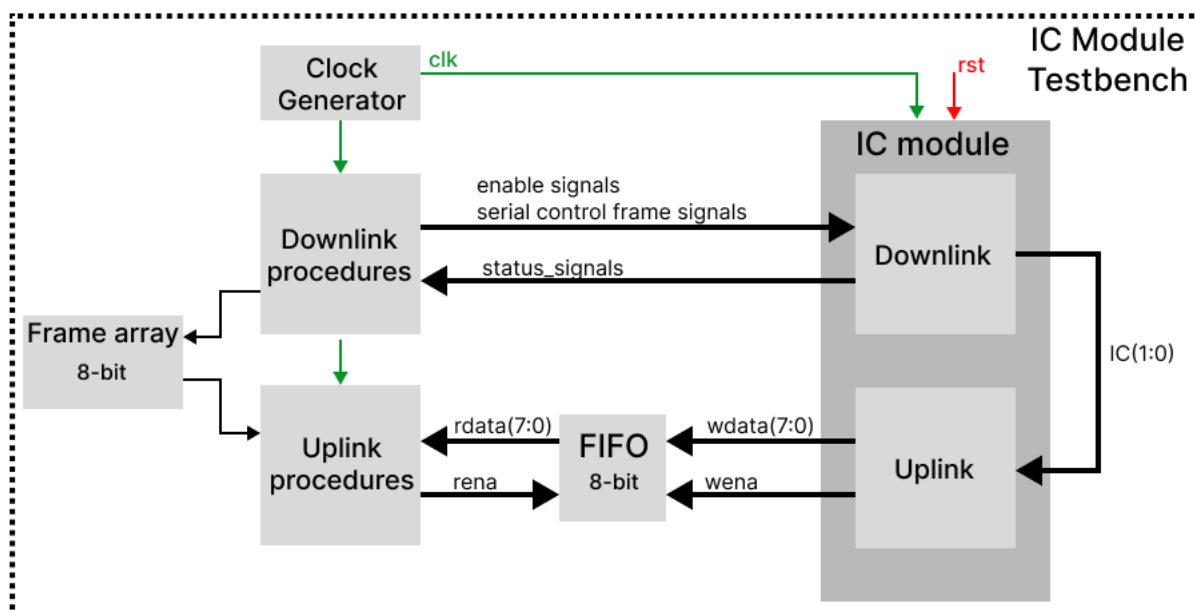 IC Module
Testbench
Clock
Generator
clk
rst
IC module
enable signals
serial control frame signals
Downlink
procedures
Downlink
status_signals
Frame array
8-bit
IC(1:0)
Uplink
procedures
rdata(7:0)
rena
FIFO
8-bit
wdata(7:0)
wena
Uplink